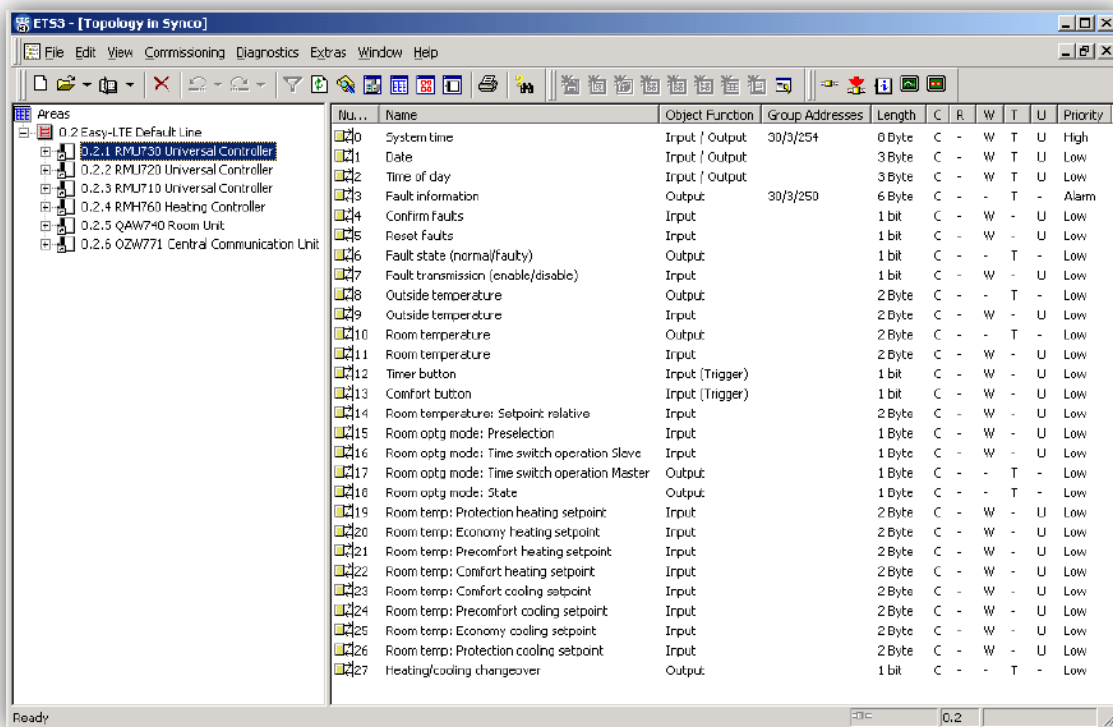 ETS3 - [Topology in Synco]
File Edit View Commissioning Diagnostics Extras Window Help
Areas
0.2 Easy-LTE Default Line
0.2.1 RMU730 Universal Controller
0.2.2 RMU720 Universal Controller
0.2.3 RMU710 Universal Controller
0.2.4 RMH760 Heating Controller
0.2.5 QAW740 Room Unit
0.2.6 OZW771 Central Communication Unit
Nu... Name Object Function Group Addresses Length C R W T U Priority
0 System time Input / Output 30/3/254 8 Byte C - W T U High
1 Date Input / Output 3 Byte C - W T U Low
2 Time of day Input / Output 3 Byte C - W T U Low
3 Fault information Output 30/3/250 6 Byte C - - T - Alarm
4 Confirm faults Input 1 bit C - W - U Low
5 Reset faults Input 1 bit C - W - U Low
6 Fault state (normal/faulty) Output 1 bit C - - T - Low
7 Fault transmission (enable/disable) Input 1 bit C - W - U Low
8 Outside temperature Output 2 Byte C - - T - Low
9 Outside temperature Input 2 Byte C - W - U Low
10 Room temperature Output 2 Byte C - - T - Low
11 Room temperature Input 2 Byte C - W - U Low
12 Timer button Input (Trigger) 1 bit C - W - U Low
13 Comfort button Input (Trigger) 1 bit C - W - U Low
14 Room temperature: Setpoint relative Input 2 Byte C - W - U Low
15 Room optg mode: Preselection Input 1 Byte C - W - U Low
16 Room optg mode: Time switch operation Slave Input 1 Byte C - W - U Low
17 Room optg mode: Time switch operation Master Output 1 Byte C - - T - Low
18 Room optg mode: State Output 1 Byte C - - T - Low
19 Room temp: Protection heating setpoint Input 2 Byte C - W - U Low
20 Room temp: Economy heating setpoint Input 2 Byte C - W - U Low
21 Room temp: Precomfort heating setpoint Input 2 Byte C - W - U Low
22 Room temp: Comfort heating setpoint Input 2 Byte C - W - U Low
23 Room temp: Comfort cooling setpoint Input 2 Byte C - W - U Low
24 Room temp: Precomfort cooling setpoint Input 2 Byte C - W - U Low
25 Room temp: Economy cooling setpoint Input 2 Byte C - W - U Low
26 Room temp: Protection cooling setpoint Input 2 Byte C - W - U Low
27 Heating/cooling changeover Output 1 bit C - - T - Low
Ready 0.2